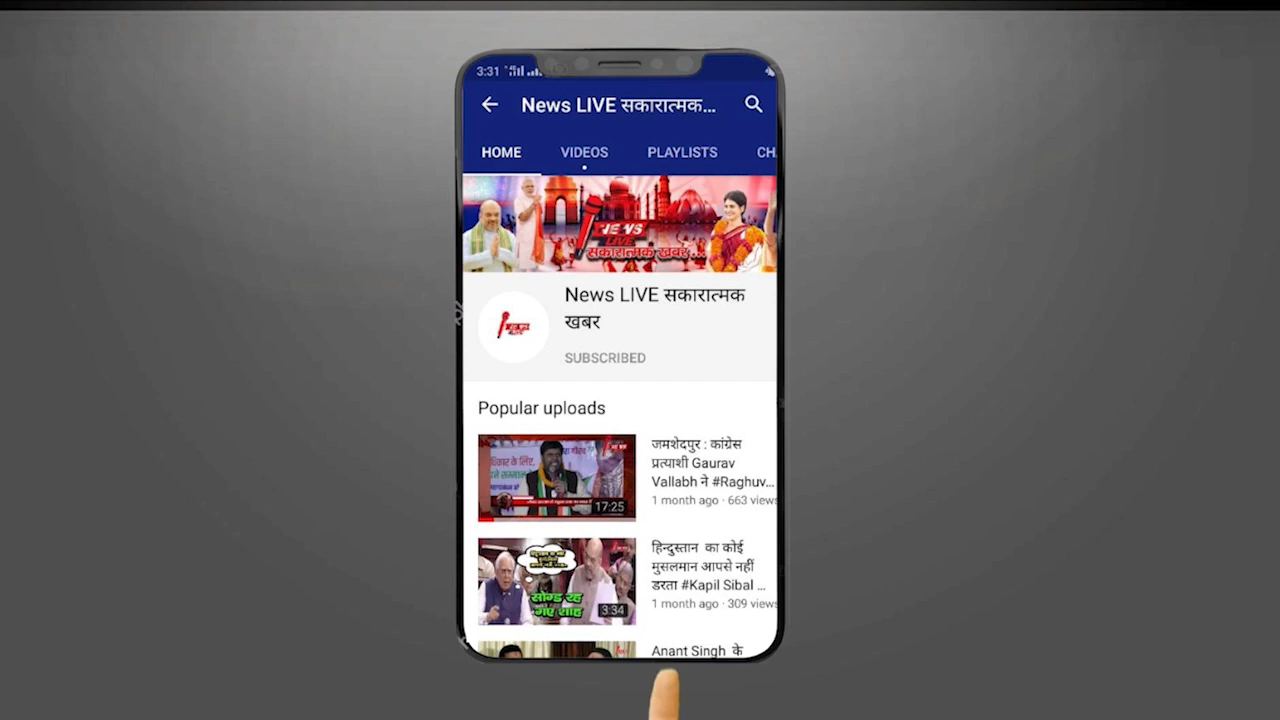 3:31
News LIVE सकारात्मक...
HOME VIDEOS PLAYLISTS CH
NEWS
LIVE
सकारात्मक खबर...
News LIVE सकारात्मक
खबर
SUBSCRIBED
Popular uploads
जमशेदपुर : कांग्रेस
प्रत्याशी Gaurav
Vallabh ने #Raghuv...
1 month ago · 663 views
17:25
हिन्दुस्तान का कोई
मुसलमान आपसे नहीं
डरता #Kapil Sibal ...
1 month ago · 309 views
सोन्ड रह
गए शाह
3:34
Anant Singh के